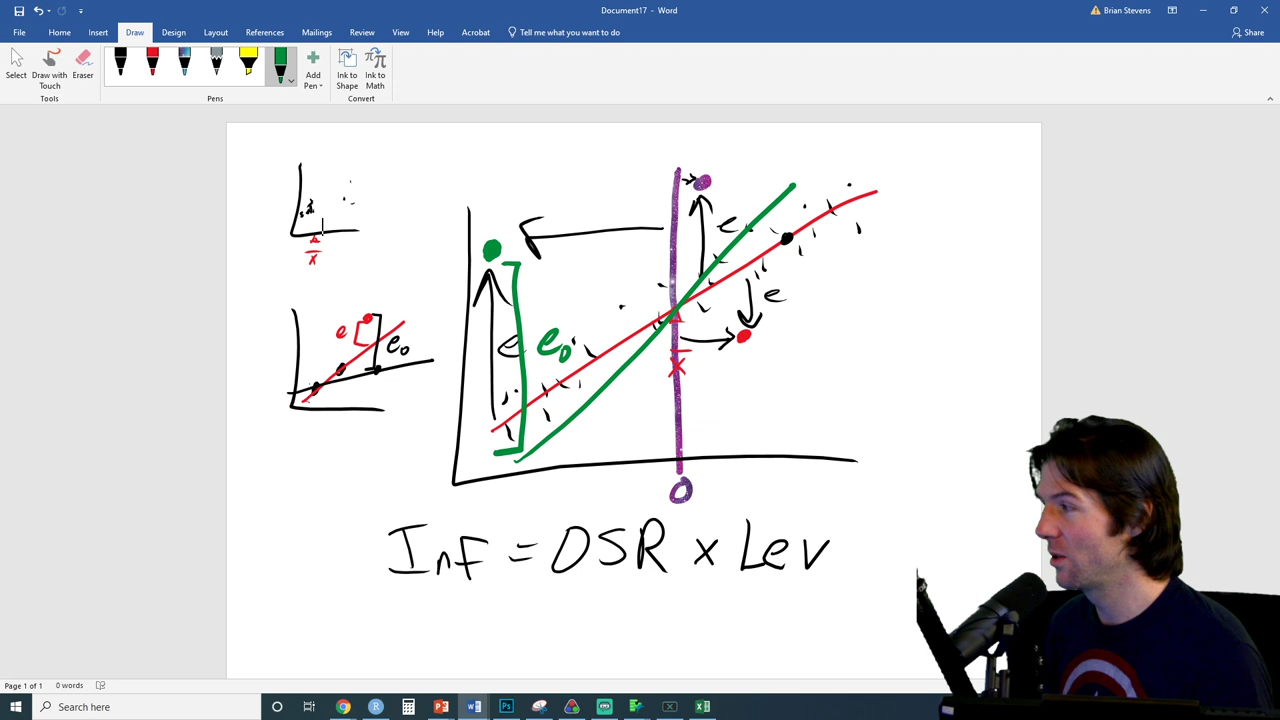 Document17 - Word
Brian Stevens
File Home Insert Draw Design Layout References Mailings Review View Help Acrobat Tell me what you want to do Share
Select Draw with Touch Eraser Add Pen Ink to Shape Ink to Math
Tools Pens Convert
e
e
e0
e
e0
e
x̄
x̄
0
Inf = DSR x Lev
Page 1 of 1 0 words
Search here